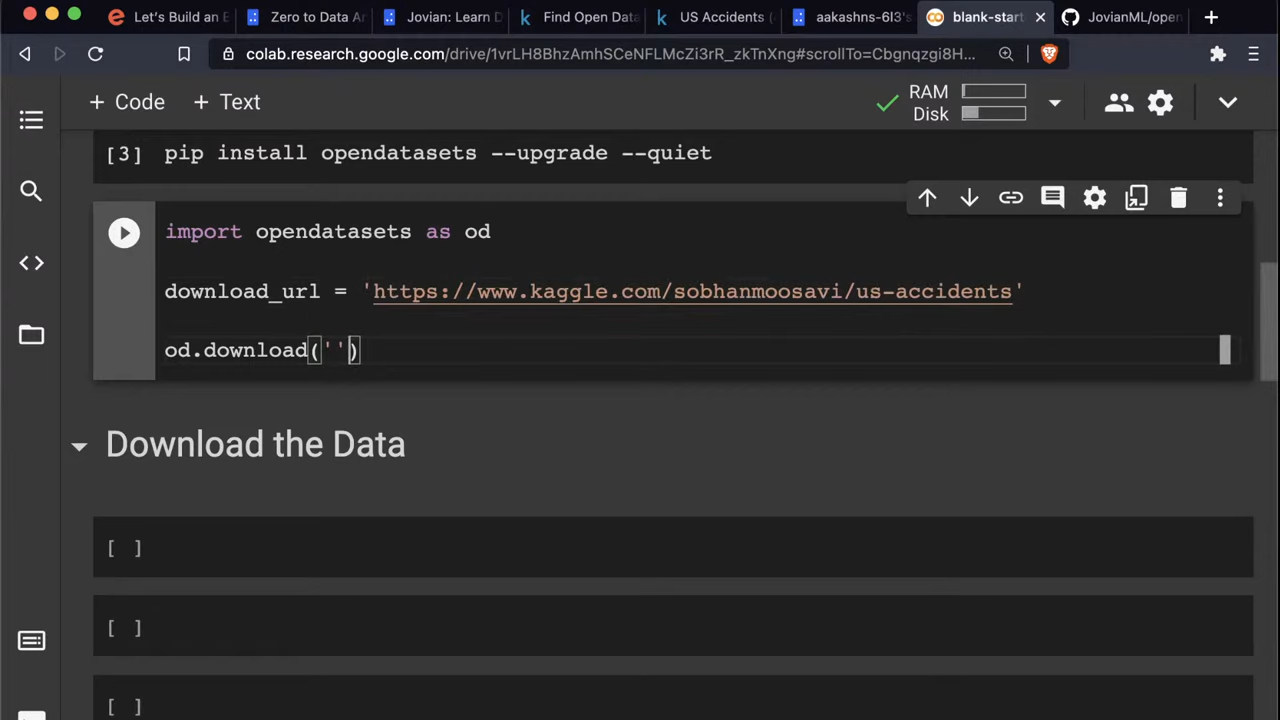 Let's Build an E
Zero to Data Ar
Jovian: Learn D
Find Open Data
US Accidents (4
aakashns-6l3's
blank-start
JovianML/open
colab.research.google.com/drive/1vrLH8BhzAmhSCeNFLMcZi3rR_zkTnXng#scrollTo=Cbgnqzgi8H...
+ Code + Text
RAM
Disk
[3] pip install opendatasets --upgrade --quiet
import opendatasets as od
download_url = 'https://www.kaggle.com/sobhanmoosavi/us-accidents'
od.download('')
Download the Data
[ ]
[ ]
[ ]